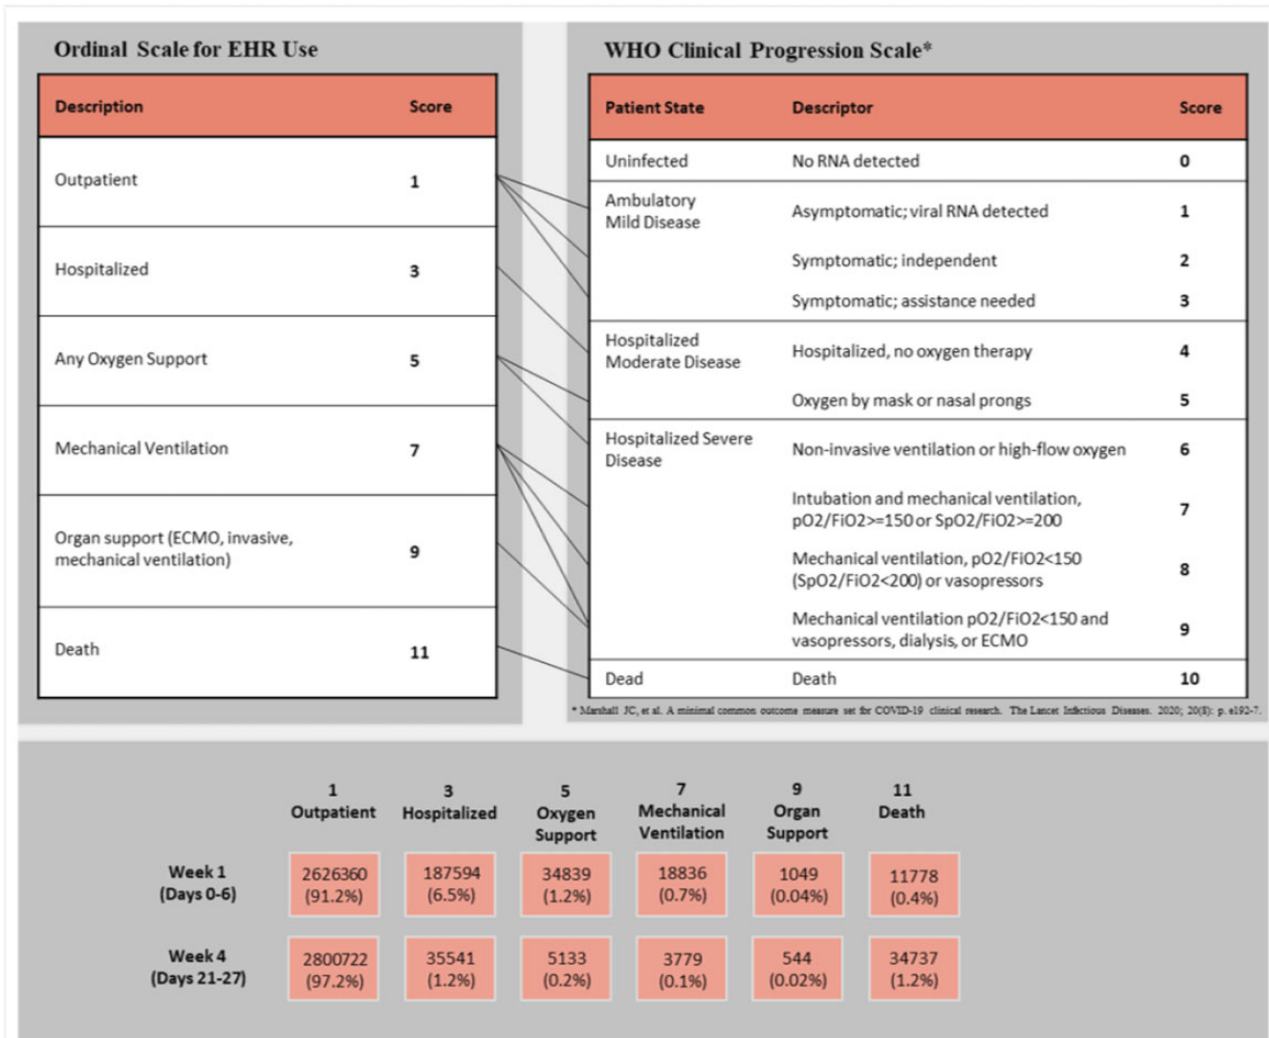 Ordinal Scale for EHR Use
Description Score
Outpatient 1
Hospitalized 3
Any Oxygen Support 5
Mechanical Ventilation 7
Organ support (ECMO, invasive,
mechanical ventilation) 9
Death 11
WHO Clinical Progression Scale*
Patient State Descriptor Score
Uninfected No RNA detected 0
Ambulatory
Mild Disease
Asymptomatic; viral RNA detected 1
Symptomatic; independent 2
Symptomatic; assistance needed 3
Hospitalized
Moderate Disease
Hospitalized, no oxygen therapy 4
Oxygen by mask or nasal prongs 5
Hospitalized Severe
Disease
Non-invasive ventilation or high-flow oxygen 6
Intubation and mechanical ventilation,
pO2/FiO2>=150 or SpO2/FiO2>=200 7
Mechanical ventilation, pO2/FiO2<150
(SpO2/FiO2<200) or vasopressors 8
Mechanical ventilation pO2/FiO2<150 and
vasopressors, dialysis, or ECMO 9
Dead Death 10
* Marshall JC, et al. A minimal common outcome measure set for COVID-19 clinical research. The Lancet Infectious Diseases. 2020; 20(8): p. e192-7.
1 3 5 7 9 11
Outpatient Hospitalized Oxygen Mechanical Organ Death
Support Ventilation Support
Week 1 2626360 187594 34839 18836 1049 11778
(Days 0-6) (91.2%) (6.5%) (1.2%) (0.7%) (0.04%) (0.4%)
Week 4 2800722 35541 5133 3779 544 34737
(Days 21-27) (97.2%) (1.2%) (0.2%) (0.1%) (0.02%) (1.2%)